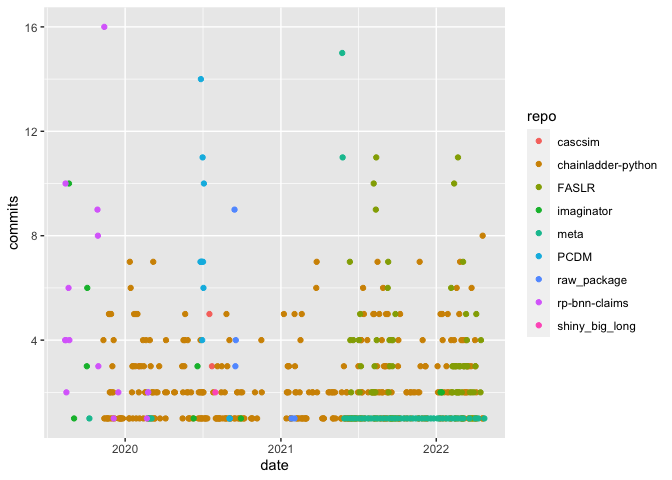 16
12
8
4
commits
2020
2021
2022
date
repo
cascsim
chainladder-python
FASLR
imaginator
meta
PCDM
raw_package
rp-bnn-claims
shiny_big_long